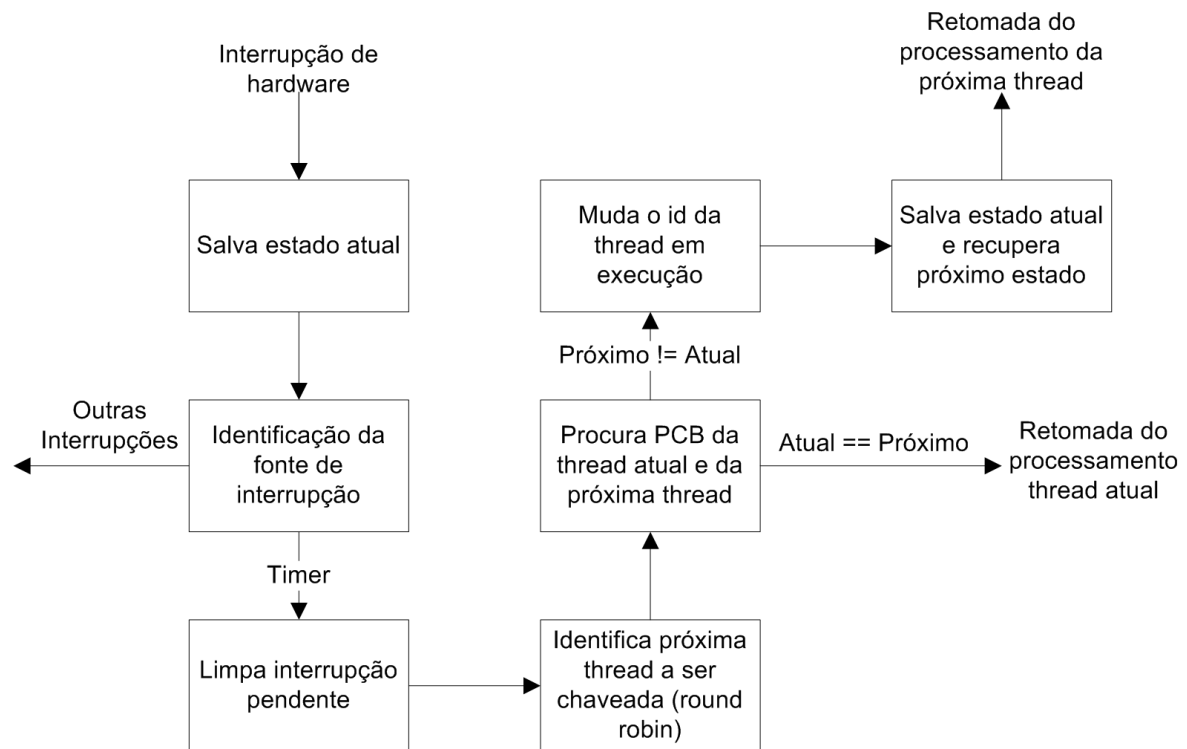 Interrupção de
hardware
Salva estado atual
Outras
Interrupções
Identificação da
fonte de
interrupção
Timer
Limpa interrupção
pendente
Identifica próxima
thread a ser
chaveada (round
robin)
Procura PCB da
thread atual e da
próxima thread
Atual == Próximo
Retomada do
processamento
thread atual
Próximo != Atual
Muda o id da
thread em
execução
Salva estado atual
e recupera
próximo estado
Retomada do
processamento da
próxima thread